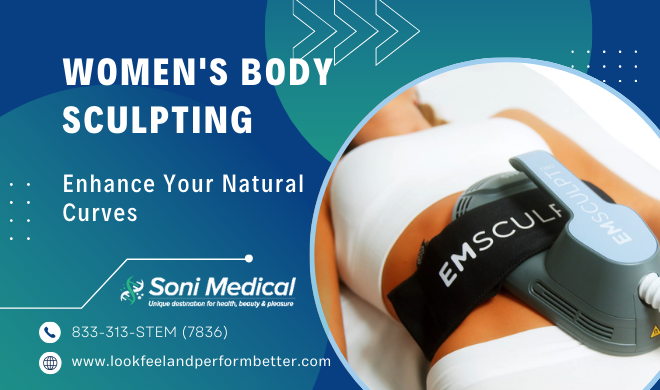 WOMEN'S BODY
SCULPTING
Enhance Your Natural
Curves
Soni Medical
Unique destination for health, beauty & pleasure
833-313-STEM (7836)
www.lookfeelandperformbetter.com
EMSCULP
EMSCULPT